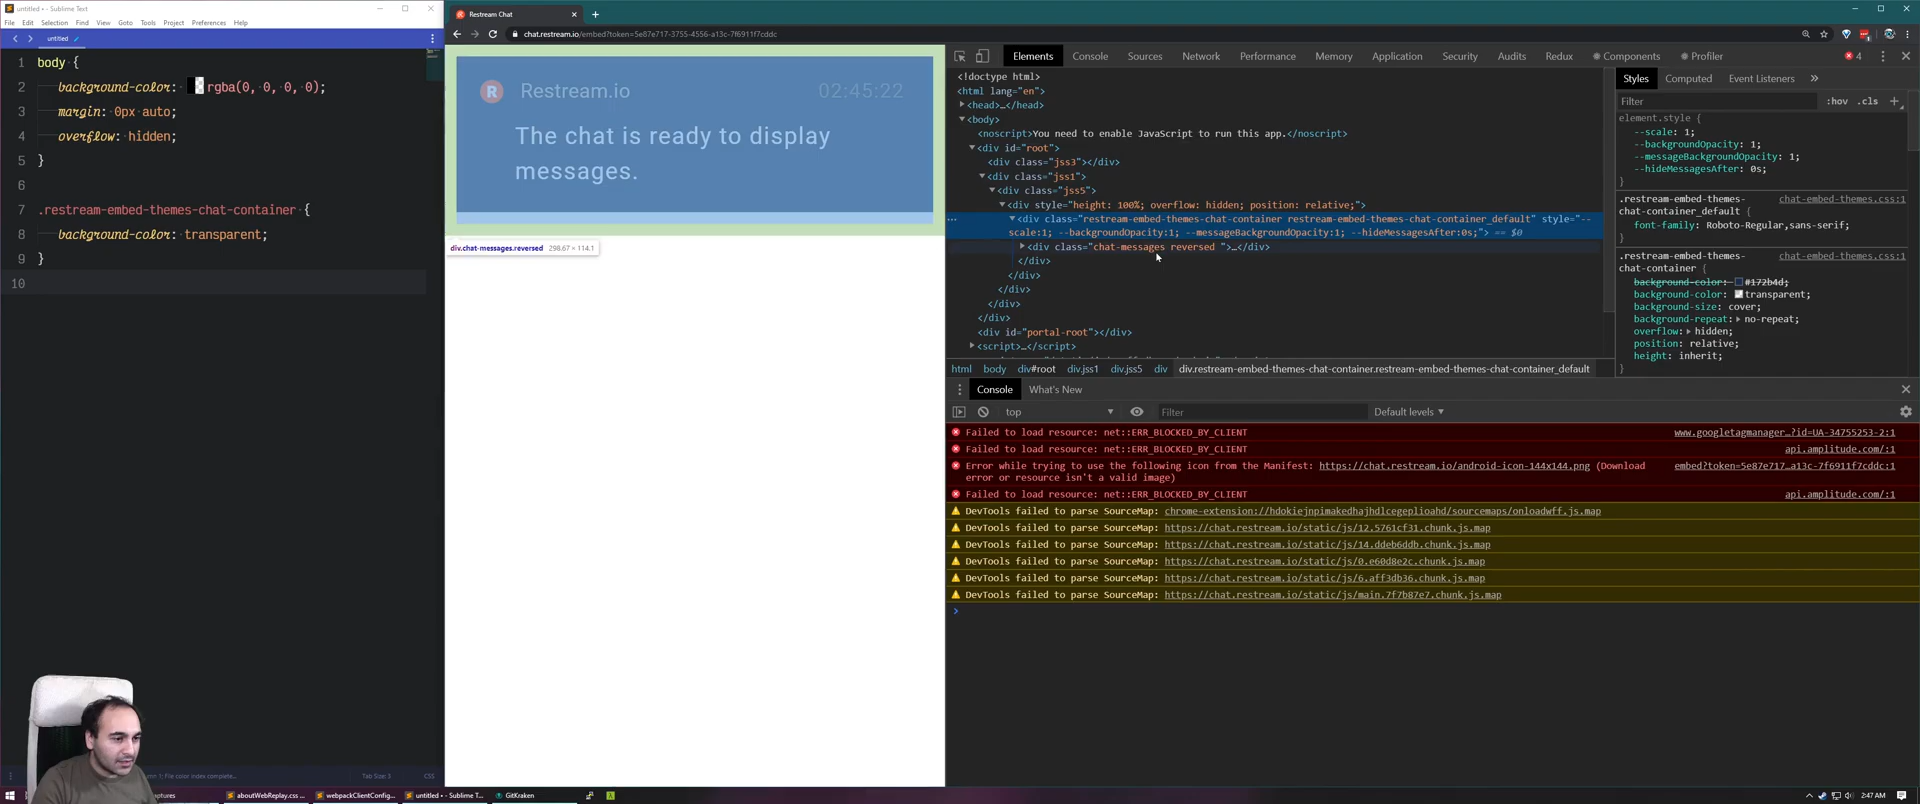 untitled • - Sublime Text
File Edit Selection Find View Goto Tools Project Preferences Help
untitled
1 body {
2 background-color: rgba(0, 0, 0, 0);
3 margin: 0px auto;
4 overflow: hidden;
5 }
6
7 .restream-embed-themes-chat-container {
8 background-color: transparent;
9 }
10
Tab Size: 3 CSS
Restream Chat
chat.restream.io/embed?token=5e87e717-3755-4556-a13c-7f6911f7cddc
Restream.io 02:45:22
The chat is ready to display
messages.
div.chat-messages.reversed 298.67 × 114.1
Elements Console Sources Network Performance Memory Application Security Audits Redux Components Profiler 4
<!doctype html>
<html lang="en">
<head>…</head>
<body>
<noscript>You need to enable JavaScript to run this app.</noscript>
<div id="root">
<div class="jss3"></div>
<div class="jss1">
<div class="jss5">
<div style="height: 100%; overflow: hidden; position: relative;">
<div class="restream-embed-themes-chat-container restream-embed-themes-chat-container_default" style="--
scale:1; --backgroundOpacity:1; --messageBackgroundOpacity:1; --hideMessagesAfter:0s;"> == $0
<div class="chat-messages reversed ">…</div>
</div>
</div>
</div>
</div>
</div>
<div id="portal-root"></div>
<script>…</script>
html body div#root div.jss1 div.jss5 div div.restream-embed-themes-chat-container.restream-embed-themes-chat-container_default
Styles Computed Event Listeners »
Filter :hov .cls +
element.style {
--scale: 1;
--backgroundOpacity: 1;
--messageBackgroundOpacity: 1;
--hideMessagesAfter: 0s;
}
.restream-embed-themes- chat-embed-themes.css:1
chat-container_default {
font-family: Roboto-Regular,sans-serif;
}
.restream-embed-themes- chat-embed-themes.css:1
chat-container {
background-color: #172b4d;
background-color: transparent;
background-size: cover;
background-repeat: no-repeat;
overflow: hidden;
position: relative;
height: inherit;
}
Console What's New
top Filter Default levels ▼
Failed to load resource: net::ERR_BLOCKED_BY_CLIENT www.googletagmanager…?id=UA-34755253-2:1
Failed to load resource: net::ERR_BLOCKED_BY_CLIENT api.amplitude.com/:1
Error while trying to use the following icon from the Manifest: https://chat.restream.io/android-icon-144x144.png (Download embed?token=5e87e717…a13c-7f6911f7cddc:1
error or resource isn't a valid image)
Failed to load resource: net::ERR_BLOCKED_BY_CLIENT api.amplitude.com/:1
DevTools failed to parse SourceMap: chrome-extension://hdokiejnpimakedhajhdlcegeplioahd/sourcemaps/onloadwff.js.map
DevTools failed to parse SourceMap: https://chat.restream.io/static/js/12.5761cf31.chunk.js.map
DevTools failed to parse SourceMap: https://chat.restream.io/static/js/14.ddeb6ddb.chunk.js.map
DevTools failed to parse SourceMap: https://chat.restream.io/static/js/0.e60d8e2c.chunk.js.map
DevTools failed to parse SourceMap: https://chat.restream.io/static/js/6.aff3db36.chunk.js.map
DevTools failed to parse SourceMap: https://chat.restream.io/static/js/main.7f7b87e7.chunk.js.map
aboutWebReplay.css ... webpackClientConfig... untitled • - Sublime T... GitKraken 2:47 AM